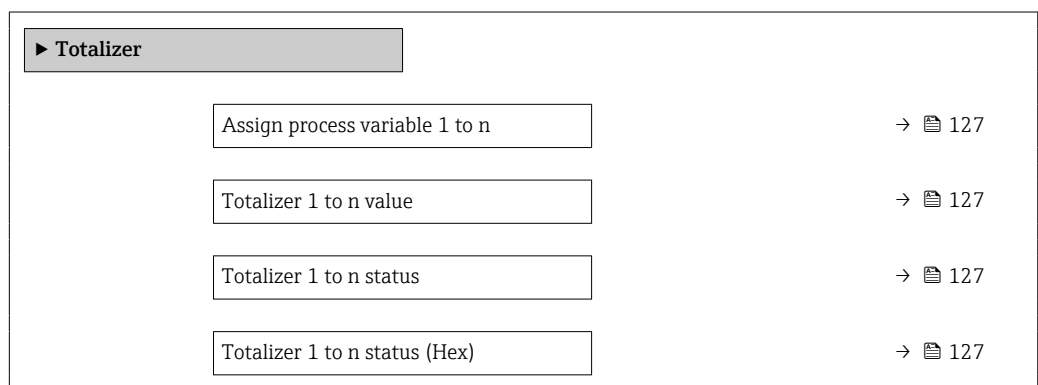 ▶ Totalizer
Assign process variable 1 to n → 127
Totalizer 1 to n value → 127
Totalizer 1 to n status → 127
Totalizer 1 to n status (Hex) → 127